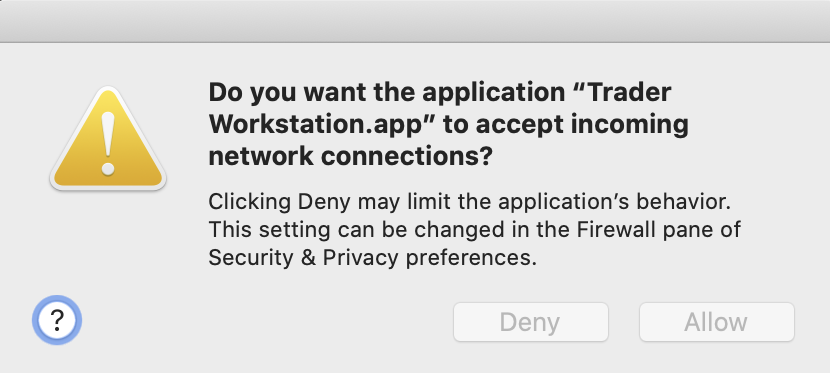 Do you want the application “Trader
Workstation.app” to accept incoming
network connections?
Clicking Deny may limit the application’s behavior.
This setting can be changed in the Firewall pane of
Security & Privacy preferences.
?
Deny
Allow